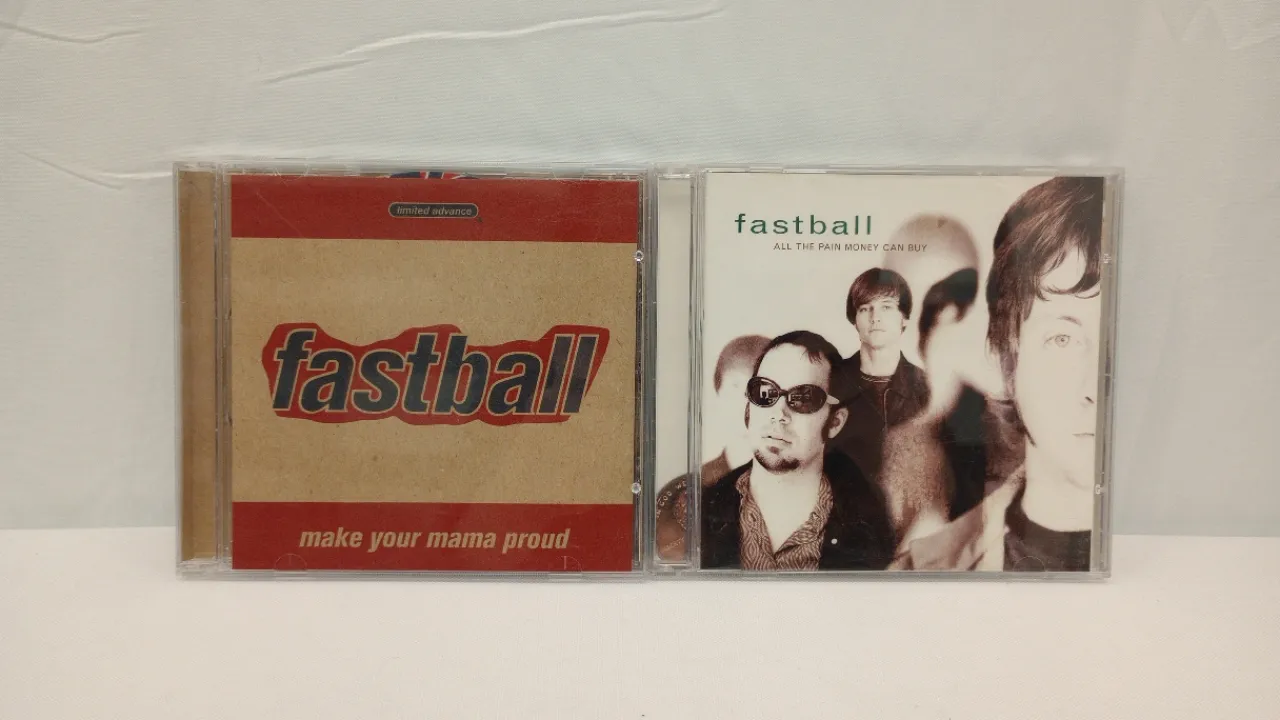 limited advance
fastball
make your mama proud
fastball
ALL THE PAIN MONEY CAN BUY